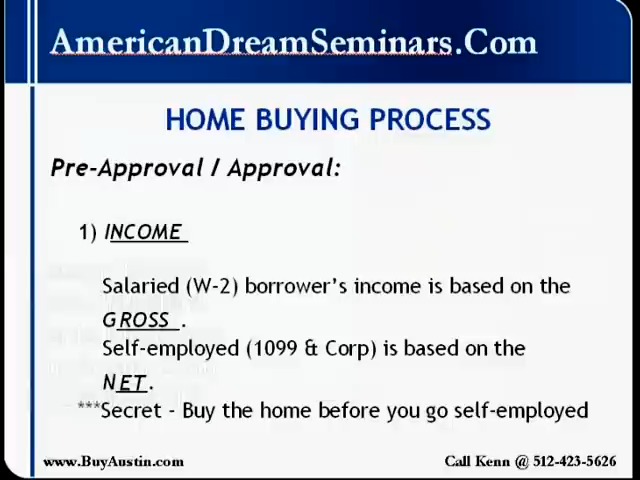 AmericanDreamSeminars.Com
HOME BUYING PROCESS
Pre-Approval / Approval:
1) INCOME
Salaried (W-2) borrower's income is based on the
GROSS .
Self-employed (1099 & Corp) is based on the
NET.
***Secret - Buy the home before you go self-employed
www.BuyAustin.com
Call Kenn @ 512-423-5626